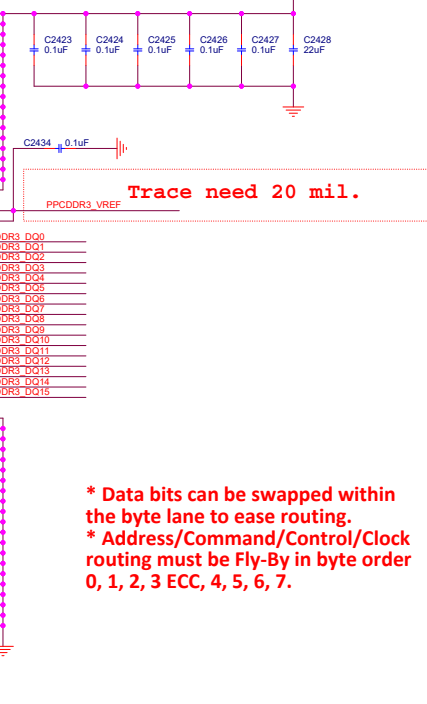 C2423 C2424 C2425 C2426 C2427 C2428
0.1uF 0.1uF 0.1uF 0.1uF 0.1uF 22uF
C2434 0.1uF
Trace need 20 mil.
PPCDDR3_VREF
DDR3_DQ0
DDR3_DQ1
DDR3_DQ2
DDR3_DQ3
DDR3_DQ4
DDR3_DQ5
DDR3_DQ6
DDR3_DQ7
DDR3_DQ8
DDR3_DQ9
DDR3_DQ10
DDR3_DQ11
DDR3_DQ12
DDR3_DQ13
DDR3_DQ14
DDR3_DQ15
* Data bits can be swapped within
the byte lane to ease routing.
* Address/Command/Control/Clock
routing must be Fly-By in byte order
0, 1, 2, 3 ECC, 4, 5, 6, 7.